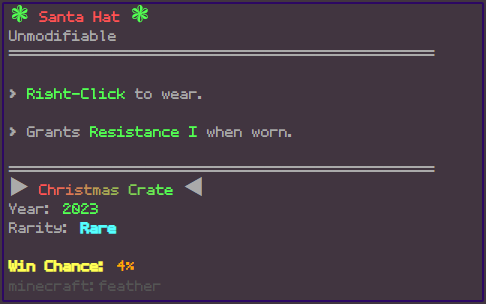 ❃ Santa Hat ❃
Unmodifiable
> Risht-Click to wear.
> Grants Resistance I when worn.
▶ Christmas Crate ◀
Year: 2023
Rarity: Rare
Win Chance: 4%
minecraft:feather